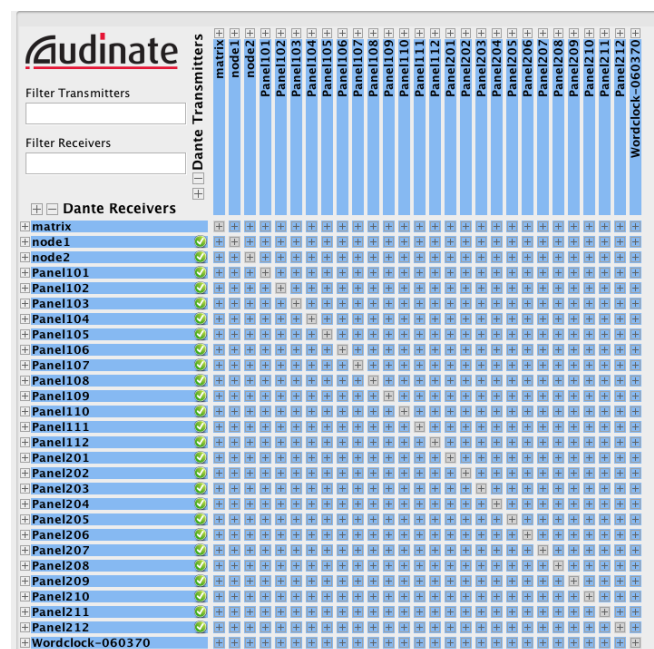 Audinate
Filter Transmitters
Filter Receivers
Dante Transmitters
matrix
node1
node2
Panel101
Panel102
Panel103
Panel104
Panel105
Panel106
Panel107
Panel108
Panel109
Panel110
Panel111
Panel112
Panel201
Panel202
Panel203
Panel204
Panel205
Panel206
Panel207
Panel208
Panel209
Panel210
Panel211
Panel212
Wordclock-060370
Dante Receivers
matrix
node1
node2
Panel101
Panel102
Panel103
Panel104
Panel105
Panel106
Panel107
Panel108
Panel109
Panel110
Panel111
Panel112
Panel201
Panel202
Panel203
Panel204
Panel205
Panel206
Panel207
Panel208
Panel209
Panel210
Panel211
Panel212
Wordclock-060370